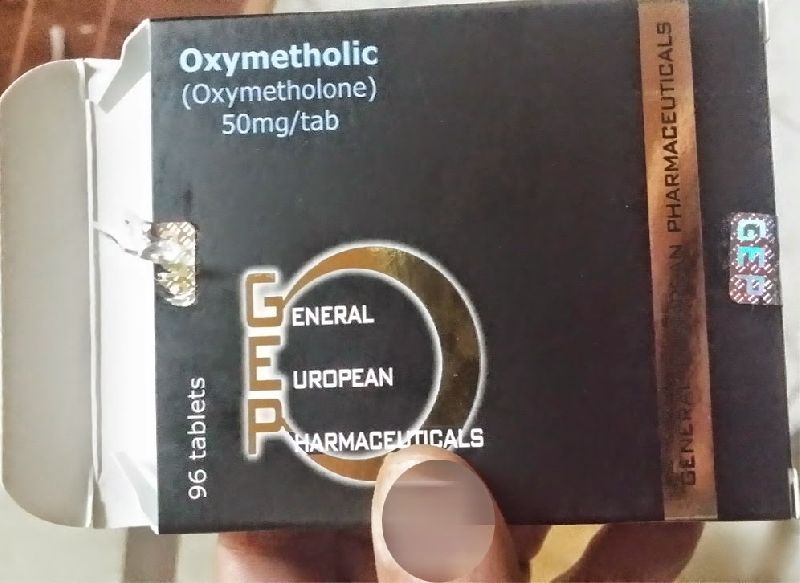 Oxymetholic
(Oxymetholone)
50mg/tab
GENERAL
EUROPEAN
PHARMACEUTICALS
96 tablets
GENERAL EUROPEAN PHARMACEUTICALS
GEP